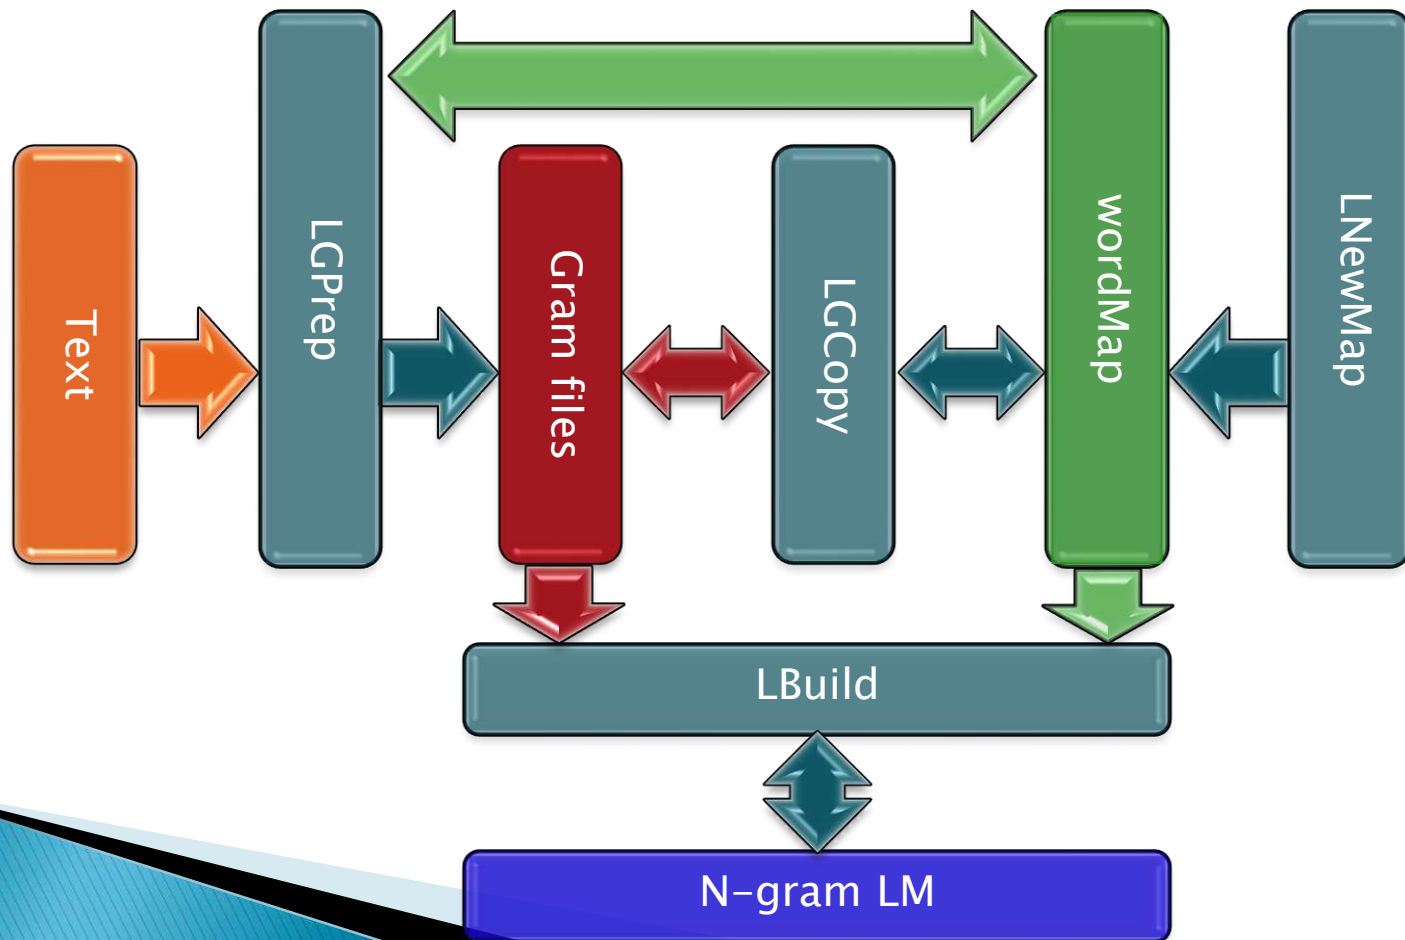 Text
LGPrep
Gram files
LGCopy
wordMap
LNewMap
LBuild
N-gram LM